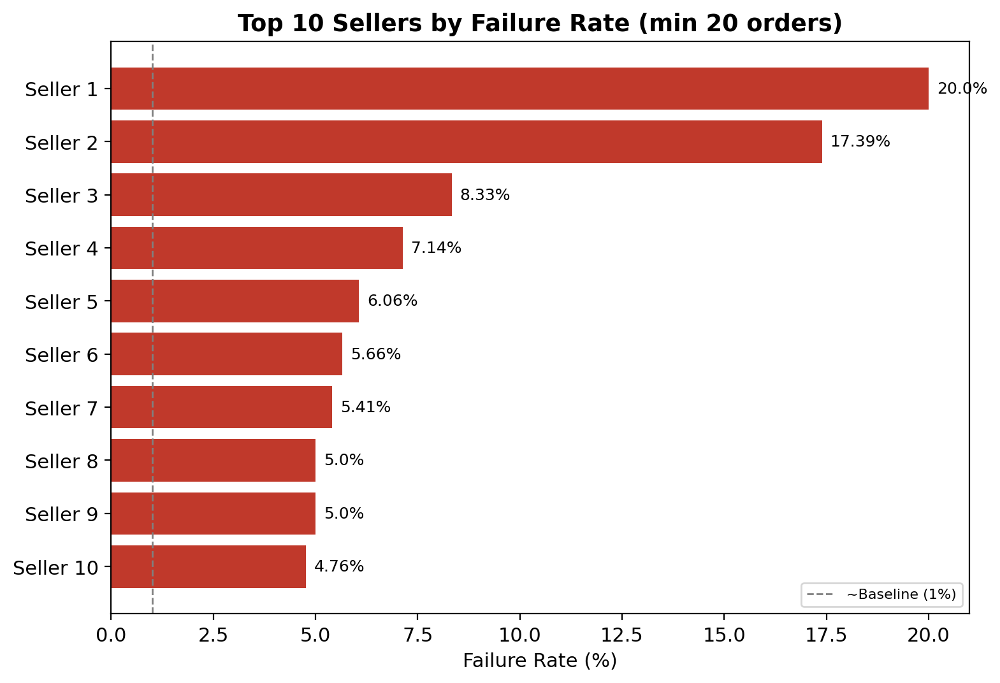 Top 10 Sellers by Failure Rate (min 20 orders)
Seller 1
20.0%
Seller 2
17.39%
Seller 3
8.33%
Seller 4
7.14%
Seller 5
6.06%
Seller 6
5.66%
Seller 7
5.41%
Seller 8
5.0%
Seller 9
5.0%
Seller 10
4.76%
~Baseline (1%)
0.0 2.5 5.0 7.5 10.0 12.5 15.0 17.5 20.0
Failure Rate (%)